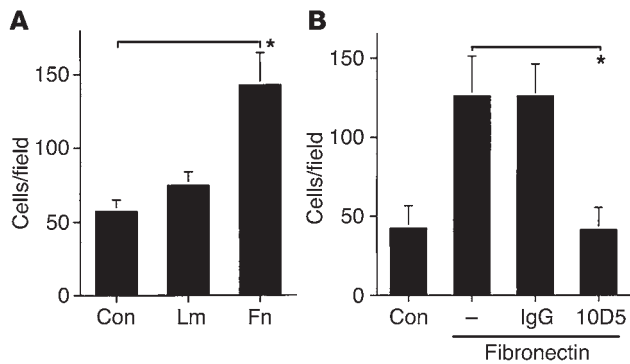 A
Cells/field
150
100
50
0
*
Con Lm Fn
B
Cells/field
150
100
50
0
*
Con – IgG 10D5
Fibronectin